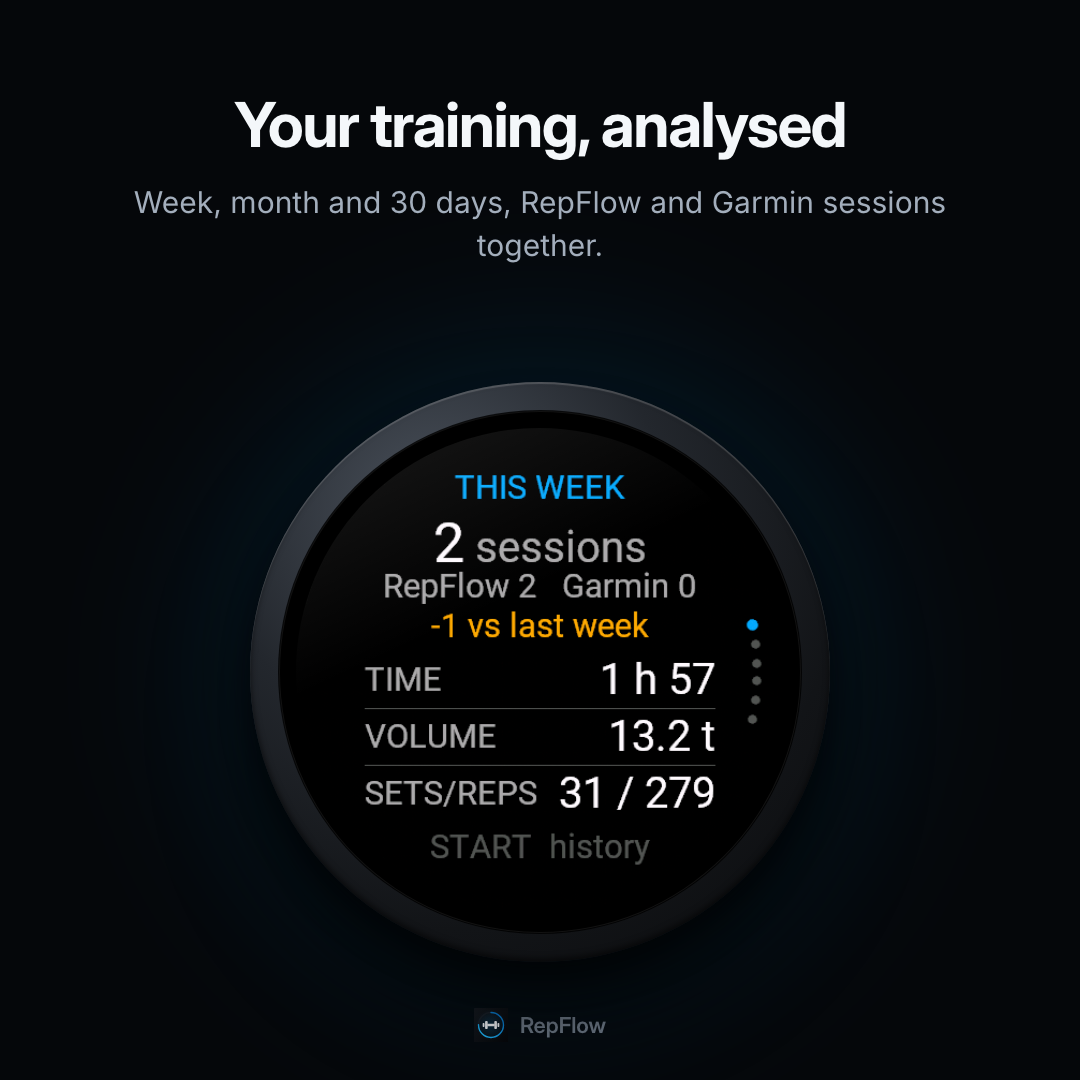 Your training, analysed
Week, month and 30 days, RepFlow and Garmin sessions
together.
THIS WEEK
2 sessions
RepFlow 2 Garmin 0
-1 vs last week
TIME 1 h 57
VOLUME 13.2 t
SETS/REPS 31 / 279
START history
RepFlow